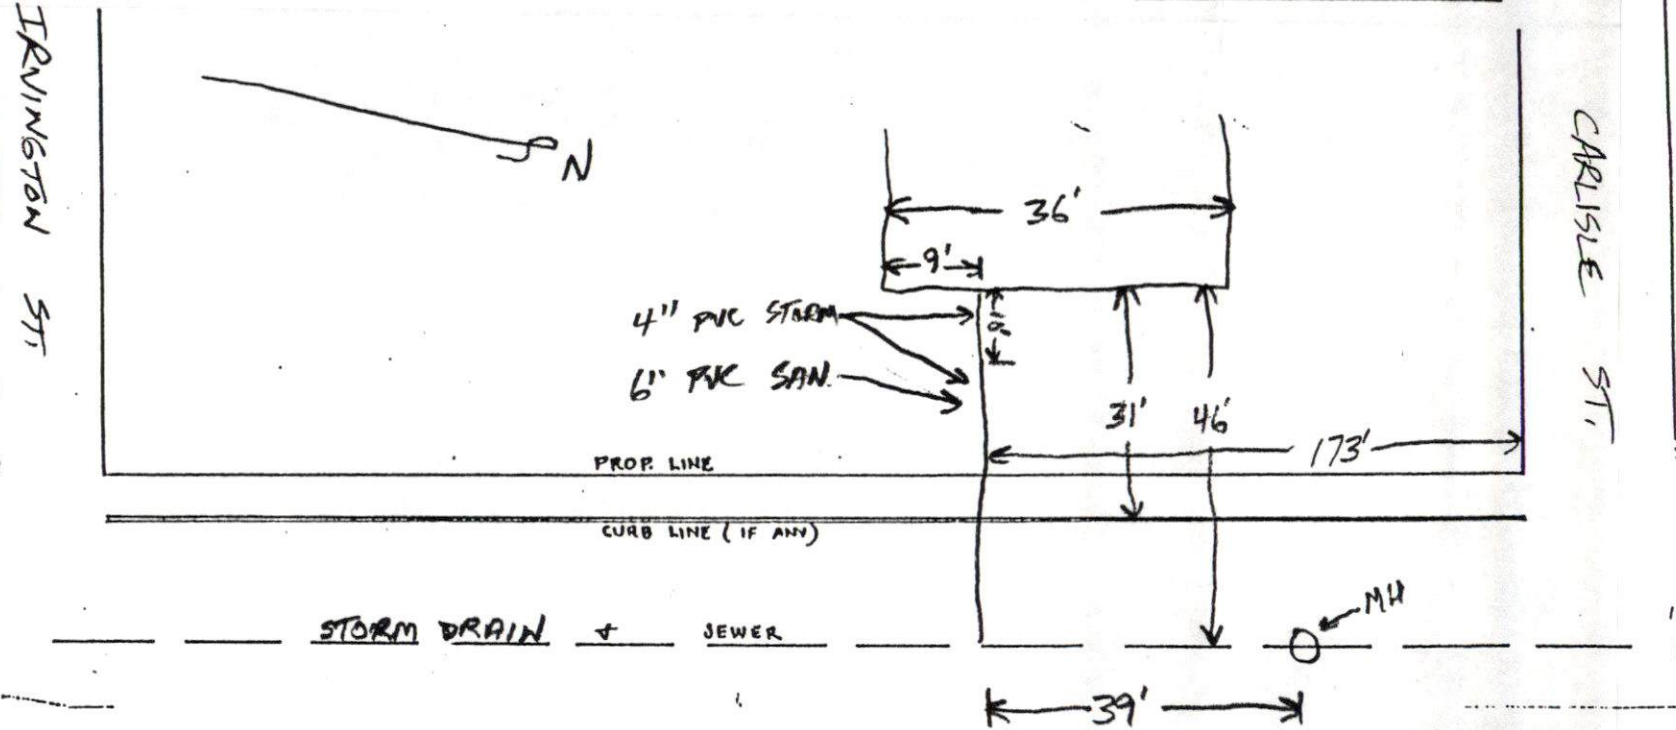 IRVINGTON ST.
N
CARLISLE ST.
36'
9'
4" PVC STORM
6" PVC SAN.
31'
46'
173'
PROP. LINE
CURB LINE (IF ANY)
MH
STORM DRAIN + SEWER
39'